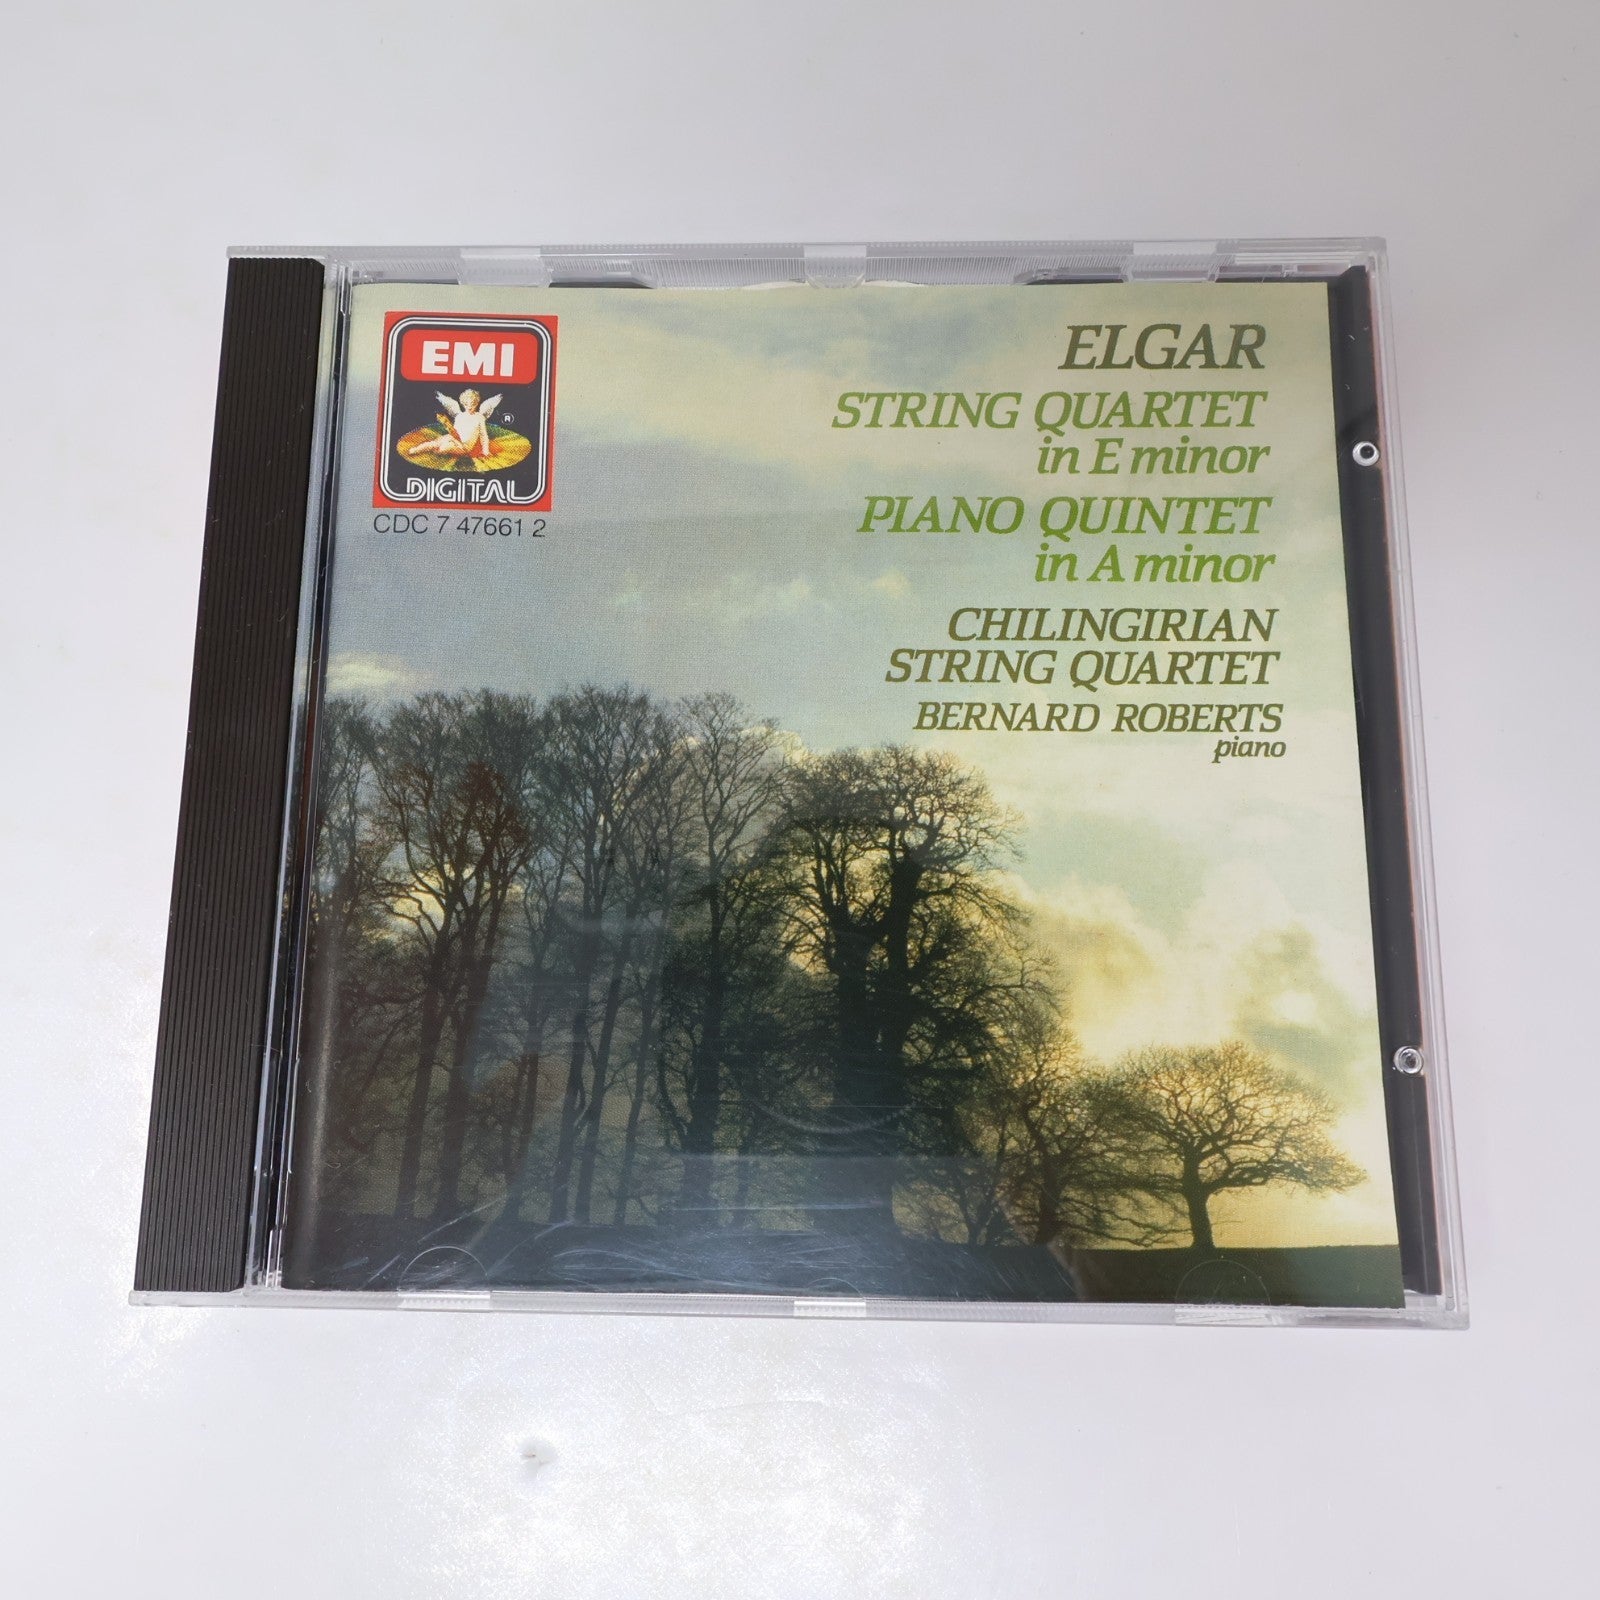 EMI
®
DIGITAL
CDC 7 47661 2
ELGAR
STRING QUARTET
in E minor
PIANO QUINTET
in A minor
CHILINGIRIAN
STRING QUARTET
BERNARD ROBERTS
piano